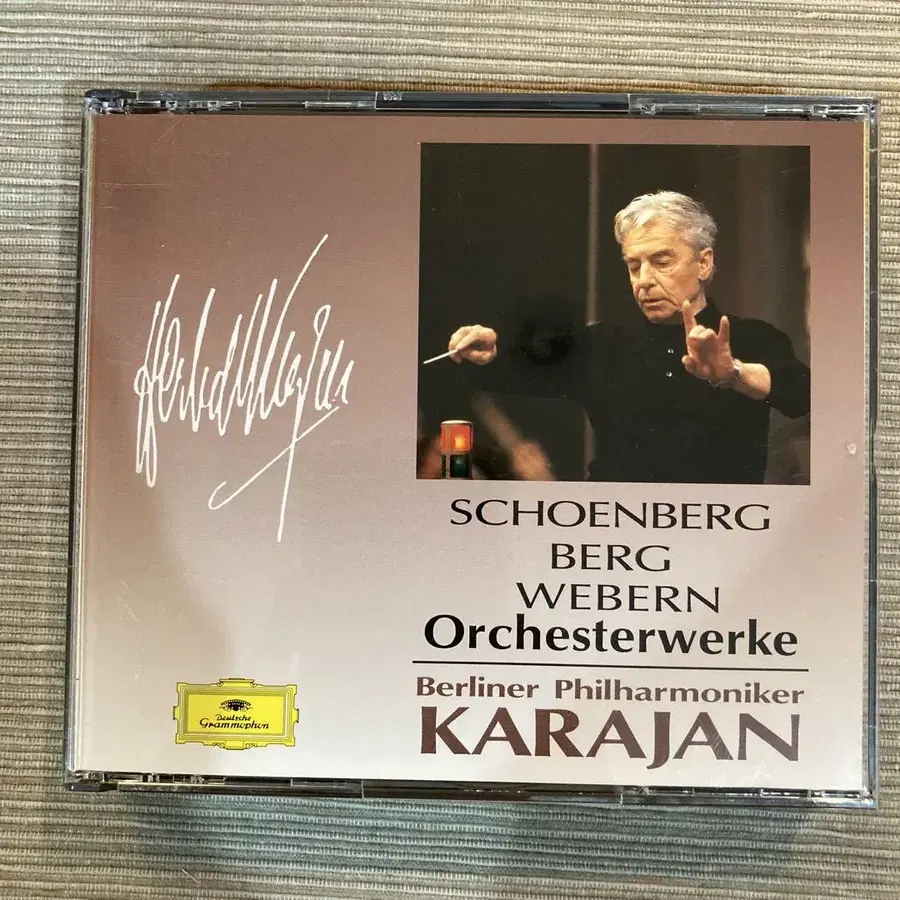 SCHOENBERG
BERG
WEBERN
Orchesterwerke
Berliner Philharmoniker
KARAJAN
Deutsche
Grammophon